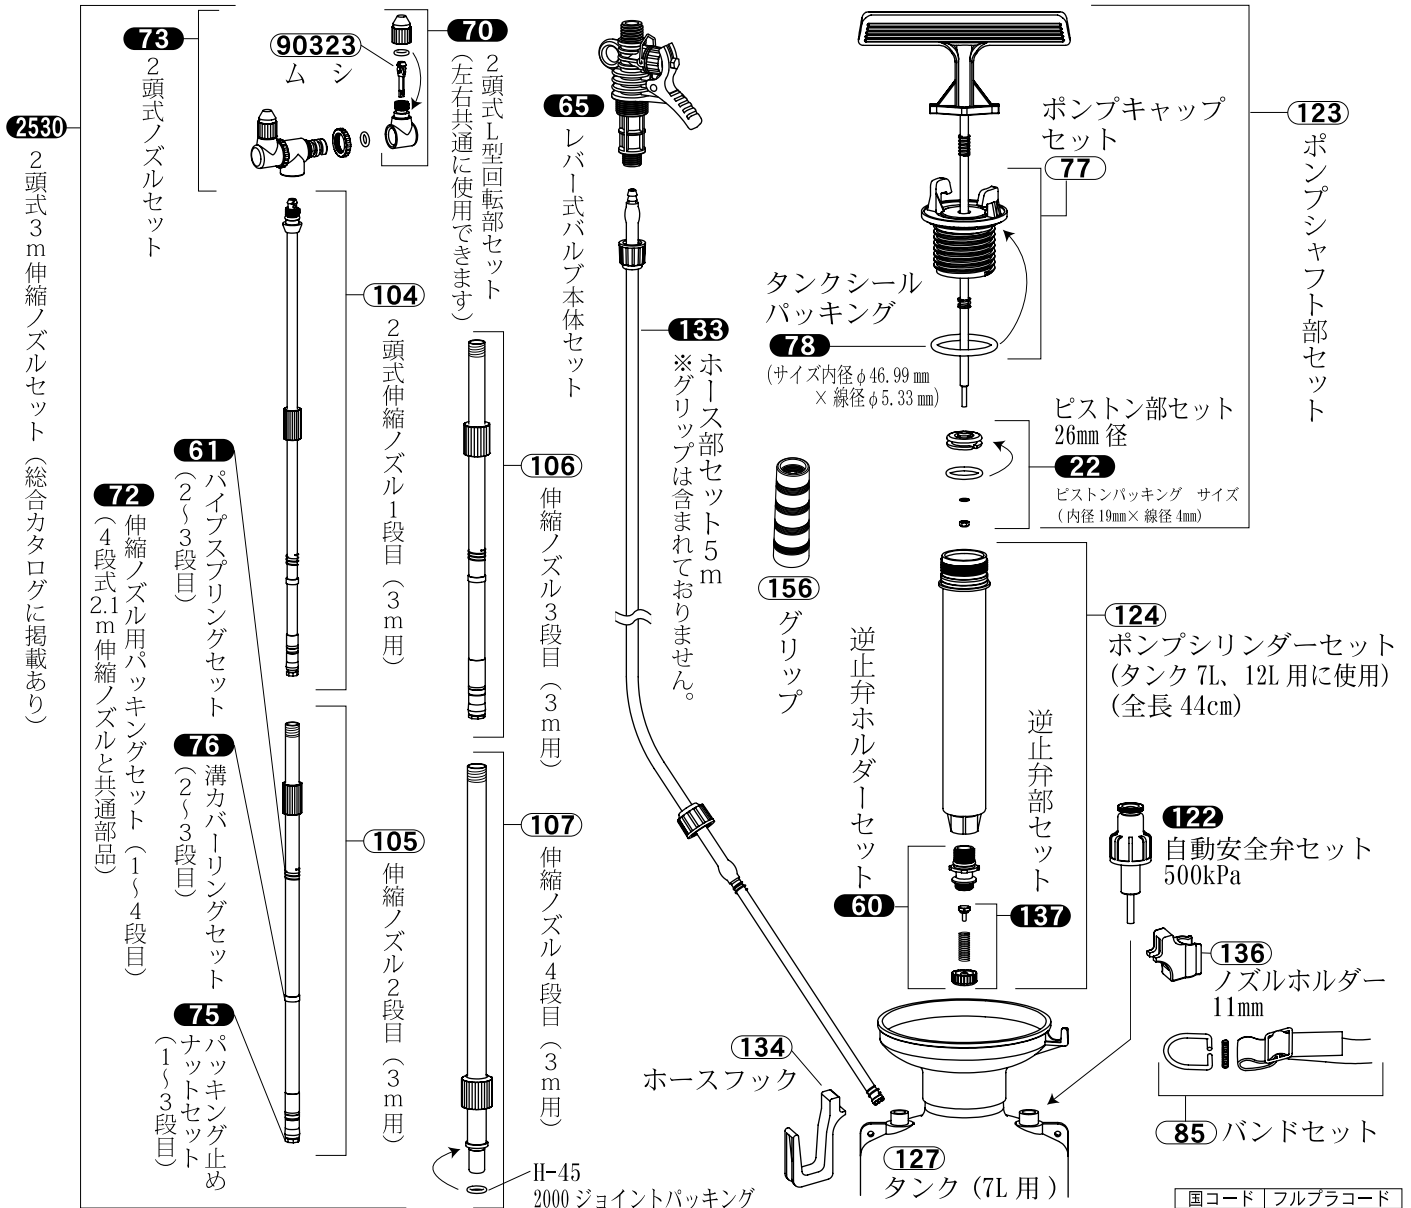 2530
2頭式3m伸縮ノズルセット（総合カタログに掲載あり）
73
2頭式ノズルセット
90323
ムシ
70
2頭式L型回転部セット
（左右共通に使用できます）
104
2頭式伸縮ノズル1段目（3m用）
61
パイプスプリングセット
（2～3段目）
72
伸縮ノズル用パッキングセット（1～4段目）
（4段式2.1m伸縮ノズルと共通部品）
76
溝カバーリングセット
（2～3段目）
75
パッキング止め
ナットセット
（1～3段目）
105
伸縮ノズル2段目（3m用）
106
伸縮ノズル3段目（3m用）
107
伸縮ノズル4段目（3m用）
H-45
2000ジョイントパッキング
65
レバー式バルブ本体セット
133
ホース部セット5m
※グリップは含まれておりません。
156
グリップ
134
ホースフック
123
ポンプシャフト部セット
ポンプキャップ
セット
77
タンクシール
パッキング
78
(サイズ内径φ46.99mm
×線径φ5.33mm)
ピストン部セット
26mm径
22
ピストンパッキング サイズ
(内径19mm×線径4mm)
124
ポンプシリンダーセット
(タンク7L、12L用に使用)
(全長44cm)
逆止弁ホルダーセット
60
逆止弁部セット
137
122
自動安全弁セット
500kPa
136
ノズルホルダー
11mm
85 バンドセット
127
タンク（7L用）
国コード フルプラコード